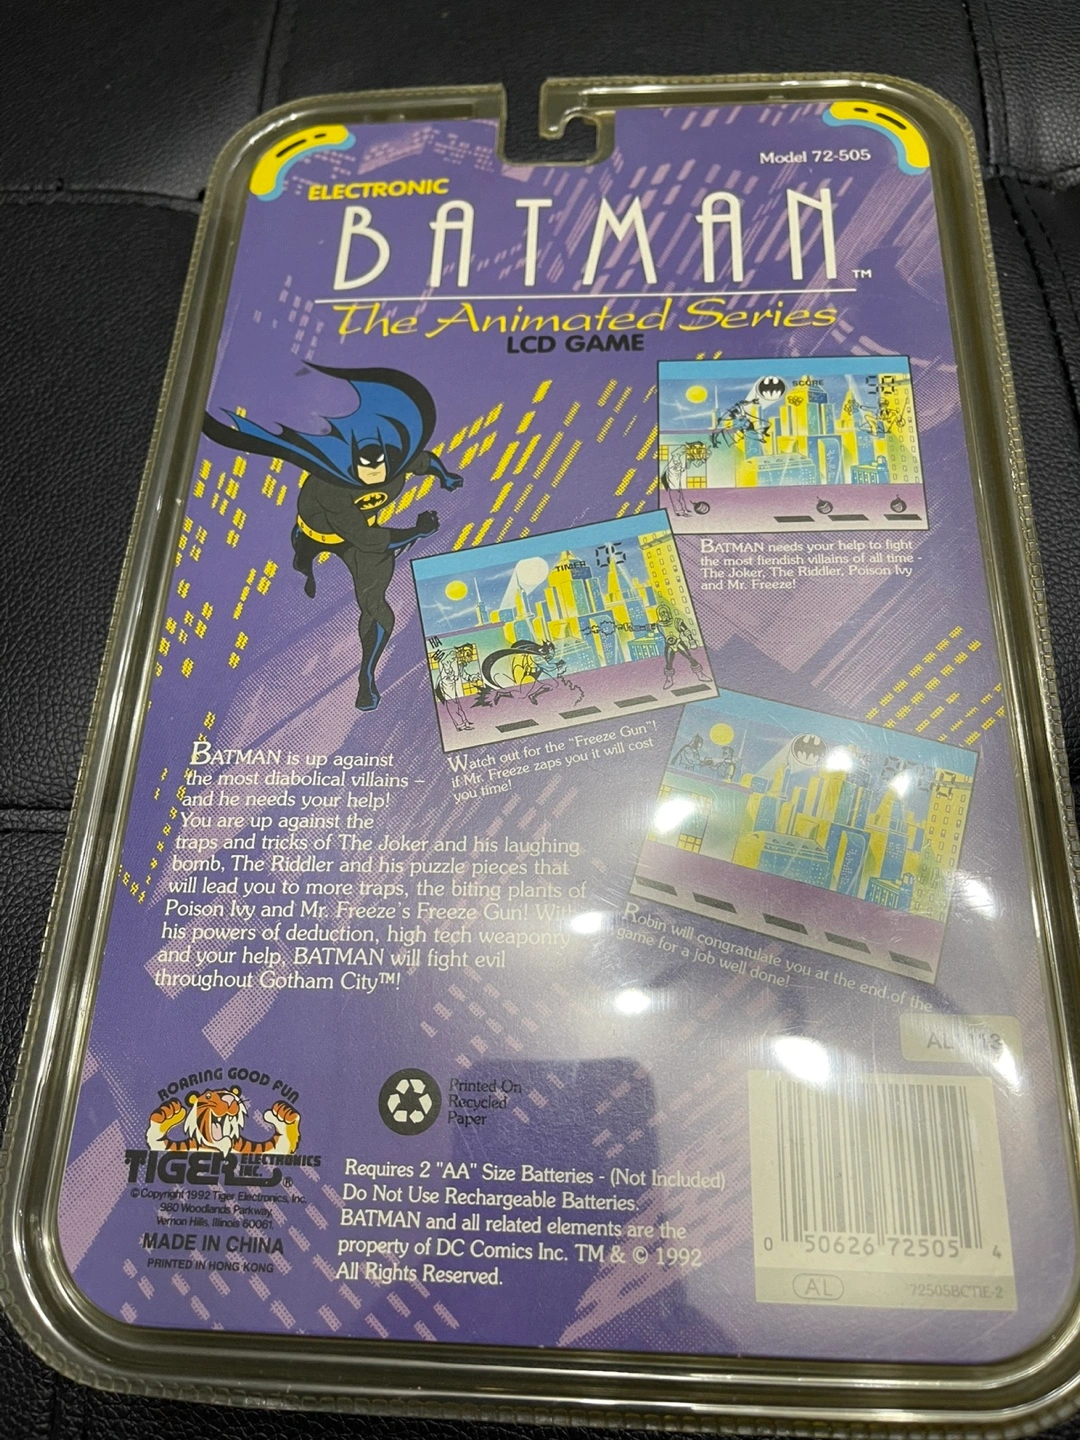 Model 72-505
ELECTRONIC
BATMAN™
The Animated Series
LCD GAME
SCORE
58
BATMAN needs your help to fight
the most fiendish villains of all time -
The Joker, The Riddler, Poison Ivy
and Mr. Freeze!
TIMER 05
HA
Watch out for the "Freeze Gun"!
if Mr. Freeze zaps you it will cost
you time!
BATMAN is up against
the most diabolical villains –
and he needs your help!
You are up against the
traps and tricks of The Joker and his laughing
bomb, The Riddler and his puzzle pieces that
will lead you to more traps, the biting plants of
Poison Ivy and Mr. Freeze's Freeze Gun! With
his powers of deduction, high tech weaponry
and your help, BATMAN will fight evil
throughout Gotham City™!
Robin will congratulate you at the end of the
game for a job well done!
ROARING GOOD FUN
TIGER ELECTRONICS INC.®
© Copyright 1992 Tiger Electronics, Inc.
980 Woodlands Parkway,
Vernon Hills, Illinois 60061.
MADE IN CHINA
PRINTED IN HONG KONG
Printed On
Recycled
Paper
Requires 2 "AA" Size Batteries - (Not Included)
Do Not Use Rechargeable Batteries.
BATMAN and all related elements are the
property of DC Comics Inc. TM & © 1992
All Rights Reserved.
0 50626 72505 4
AL
72505BCTIE-2